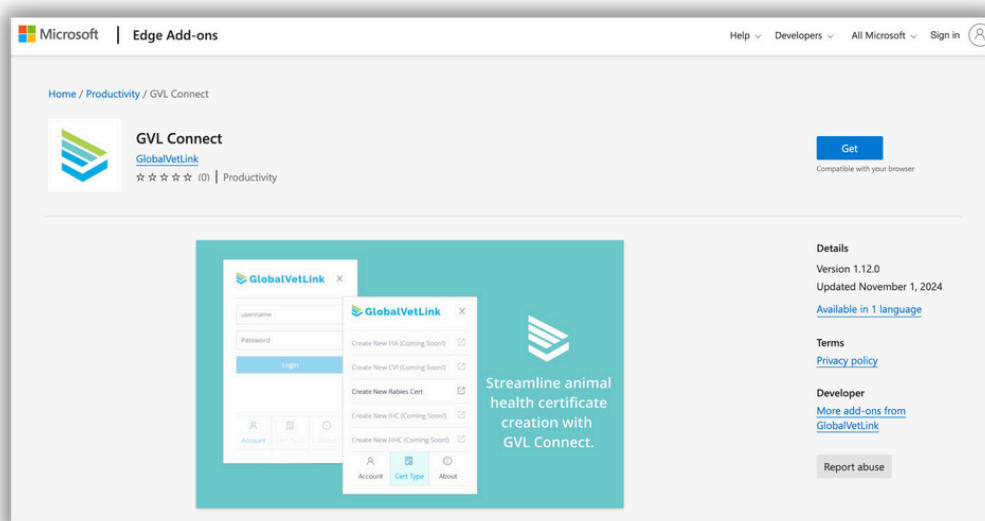 Microsoft | Edge Add-ons
Help Developers All Microsoft Sign in
Home / Productivity / GVL Connect
GVL Connect
GlobalVetLink
(0) | Productivity
Get
Compatible with your browser
GlobalVetLink X
username
Password
Login
Account
Cert Type
About
GlobalVetLink X
Create New EIA (Coming Soon!)
Create New CVI (Coming Soon!)
Create New Rabies Cert
Create New IHC (Coming Soon!)
Create New HHC (Coming Soon!)
Account Cert Type About
Streamline animal
health certificate
creation with
GVL Connect.
Details
Version 1.12.0
Updated November 1, 2024
Available in 1 language
Terms
Privacy policy
Developer
More add-ons from
GlobalVetLink
Report abuse